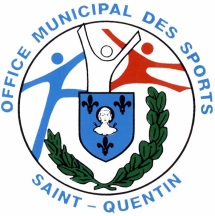 OFFICE MUNICIPAL DES SPORTS
SAINT - QUENTIN